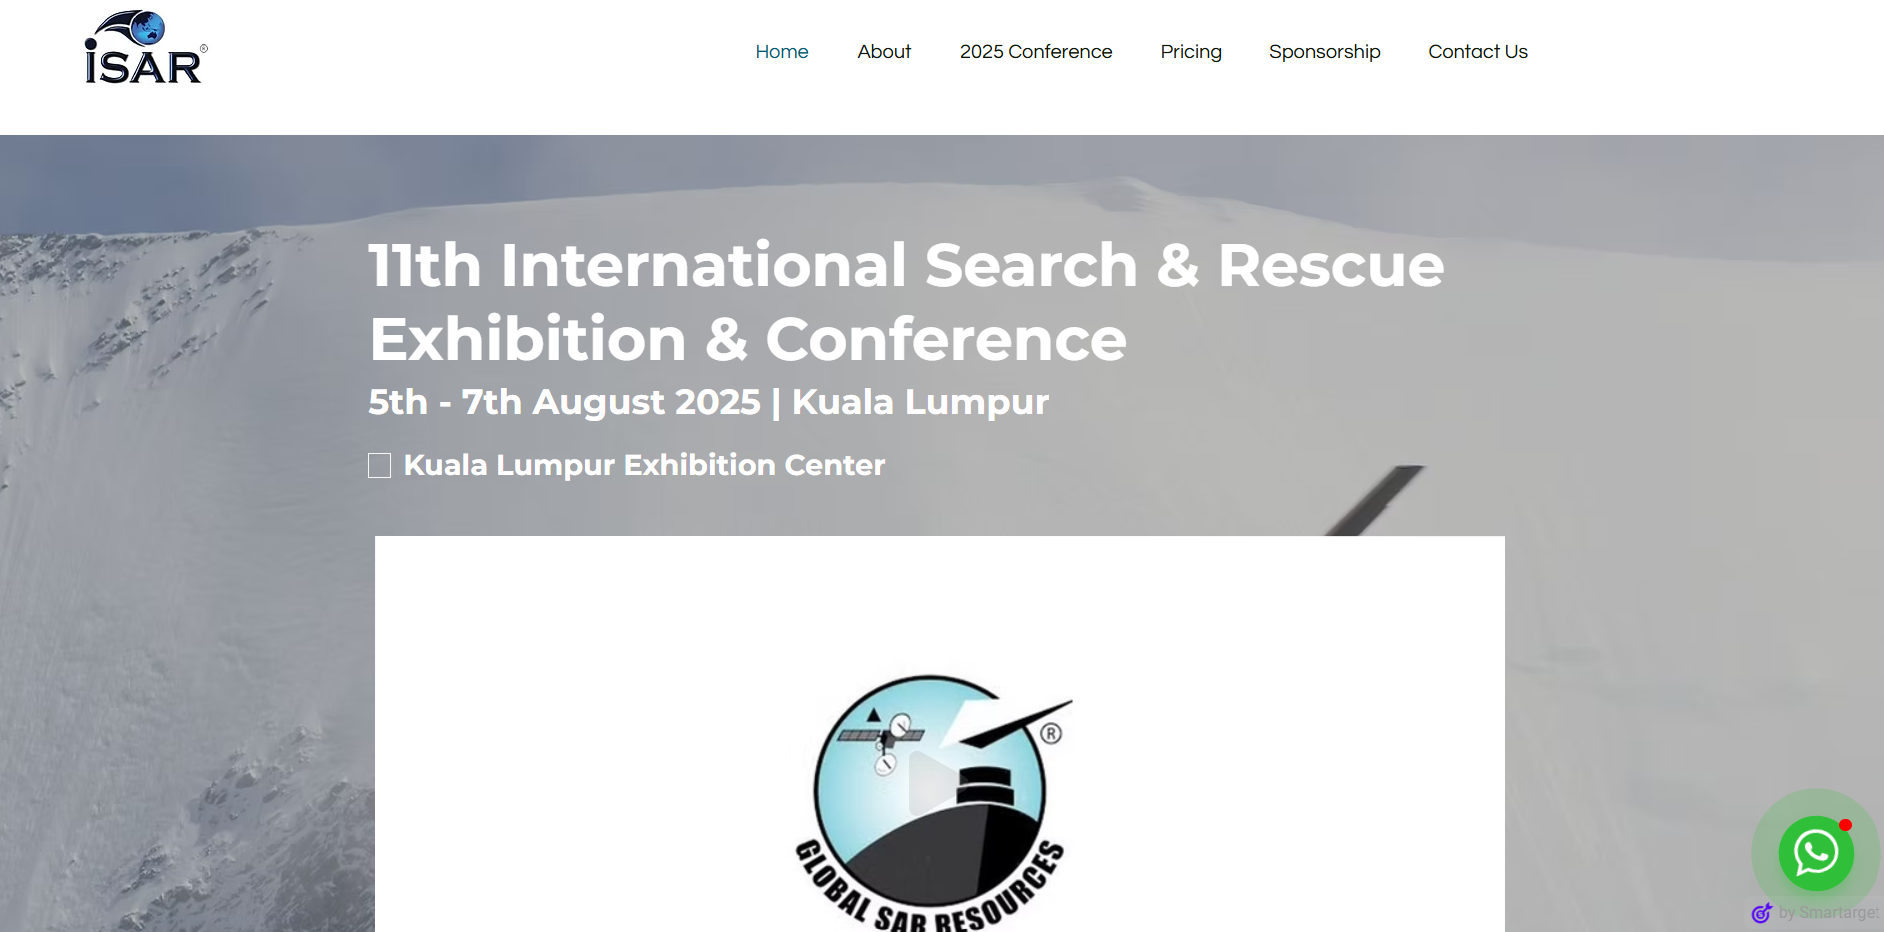 iSAR®
Home
About
2025 Conference
Pricing
Sponsorship
Contact Us
11th International Search & Rescue
Exhibition & Conference
5th - 7th August 2025 | Kuala Lumpur
Kuala Lumpur Exhibition Center
®
GLOBAL SAR RESOURCES
by Smartarget